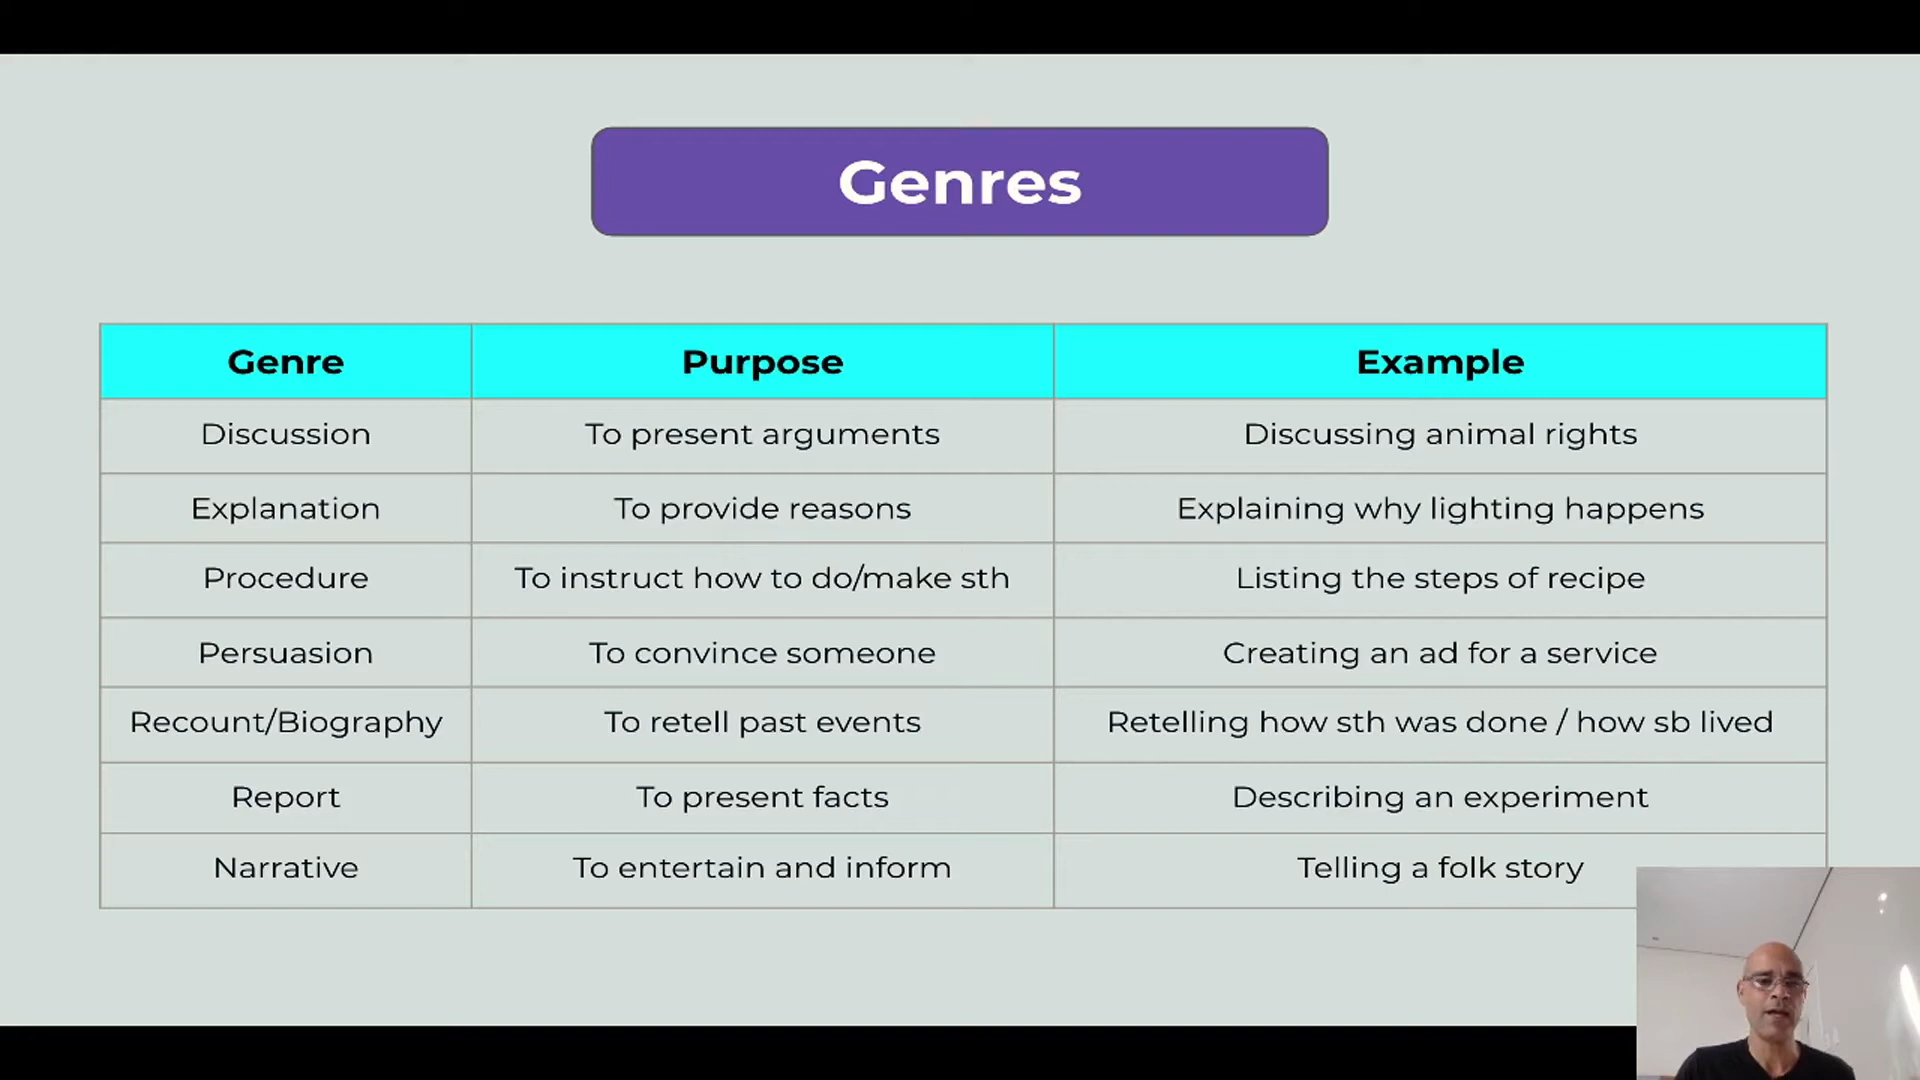 Genres
Genre Purpose Example
Discussion To present arguments Discussing animal rights
Explanation To provide reasons Explaining why lighting happens
Procedure To instruct how to do/make sth Listing the steps of recipe
Persuasion To convince someone Creating an ad for a service
Recount/Biography To retell past events Retelling how sth was done / how sb lived
Report To present facts Describing an experiment
Narrative To entertain and inform Telling a folk story